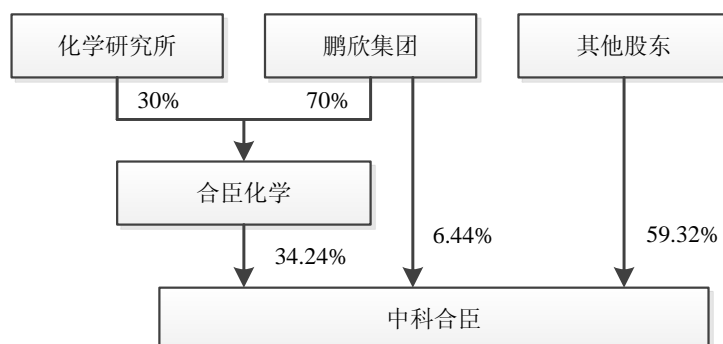 化学研究所
鹏欣集团
其他股东
30%
70%
合臣化学
34.24%
6.44%
59.32%
中科合臣